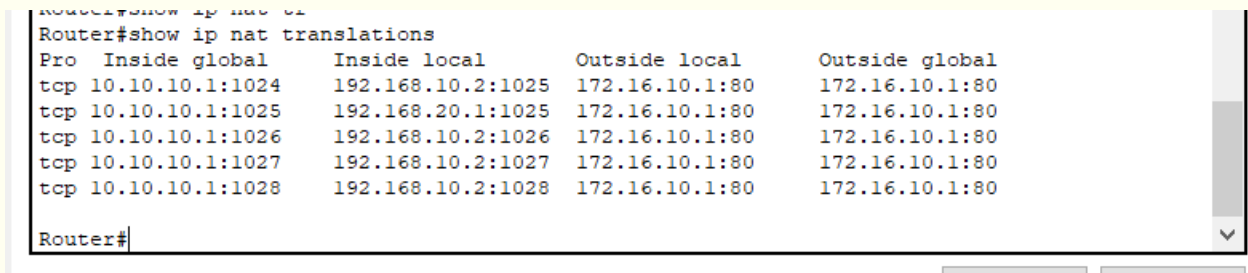 Router#show ip nat tr
Router#show ip nat translations
Pro  Inside global     Inside local       Outside local      Outside global
tcp 10.10.10.1:1024    192.168.10.2:1025  172.16.10.1:80     172.16.10.1:80
tcp 10.10.10.1:1025    192.168.20.1:1025  172.16.10.1:80     172.16.10.1:80
tcp 10.10.10.1:1026    192.168.10.2:1026  172.16.10.1:80     172.16.10.1:80
tcp 10.10.10.1:1027    192.168.10.2:1027  172.16.10.1:80     172.16.10.1:80
tcp 10.10.10.1:1028    192.168.10.2:1028  172.16.10.1:80     172.16.10.1:80
Router#